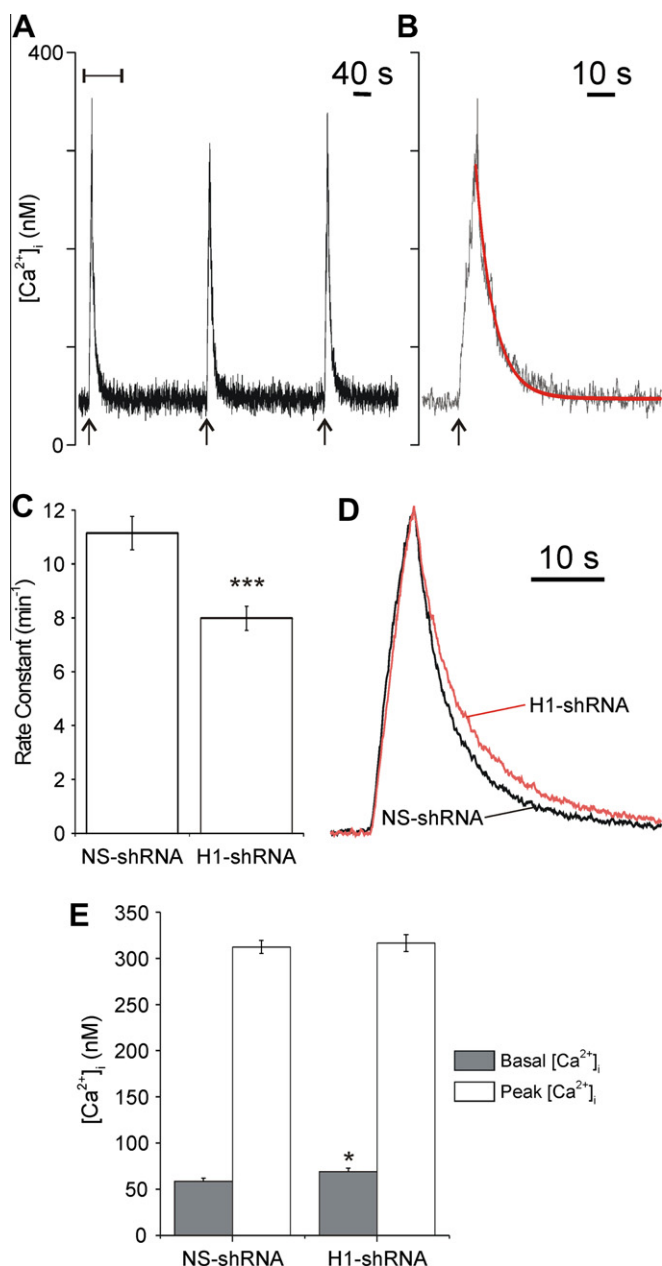 A
B
400
40 s
10 s
[Ca²⁺]ᵢ (nM)
0
C
D
12
10
8
6
4
2
0
Rate Constant (min⁻¹)
***
NS-shRNA
H1-shRNA
10 s
H1-shRNA
NS-shRNA
E
350
300
250
200
150
100
50
0
[Ca²⁺]ᵢ (nM)
*
NS-shRNA
H1-shRNA
Basal [Ca²⁺]ᵢ
Peak [Ca²⁺]ᵢ